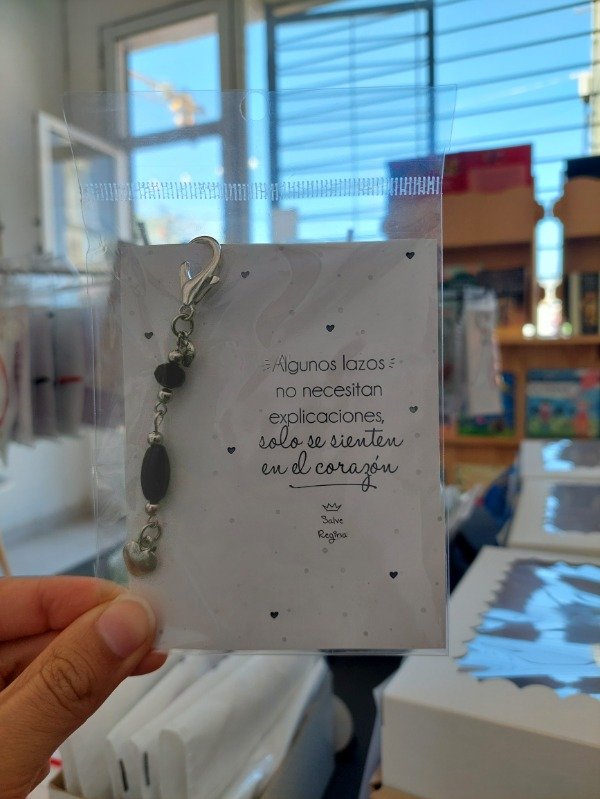 Algunos lazos
no necesitan
explicaciones,
solo se sienten
en el corazón
Salve
Regina